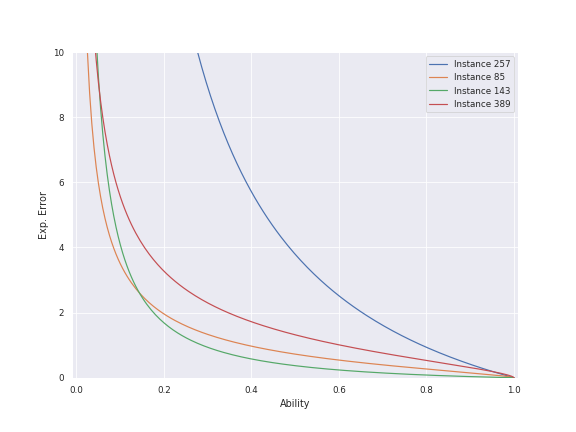 10
8
6
4
2
0
Exp. Error
Instance 257
Instance 85
Instance 143
Instance 389
0.0 0.2 0.4 0.6 0.8 1.0
Ability